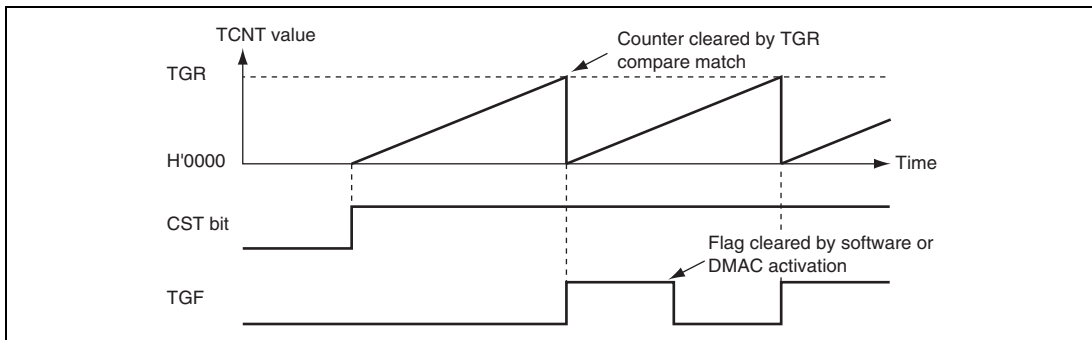 TCNT value
Counter cleared by TGR
compare match
TGR
H'0000
Time
CST bit
Flag cleared by software or
DMAC activation
TGF